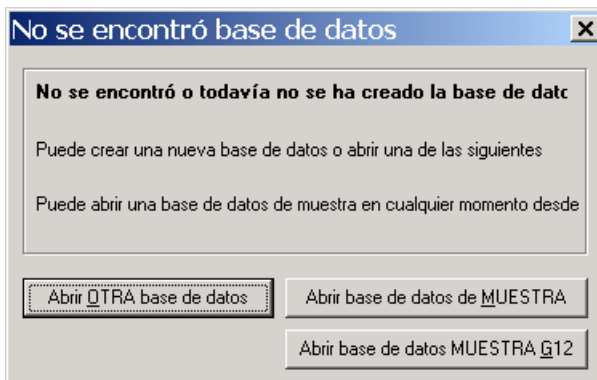 No se encontró base de datos
No se encontró o todavía no se ha creado la base de datc
Puede crear una nueva base de datos o abrir una de las siguientes
Puede abrir una base de datos de muestra en cualquier momento desde
Abrir OTRA base de datos
Abrir base de datos de MUESTRA
Abrir base de datos MUESTRA G12